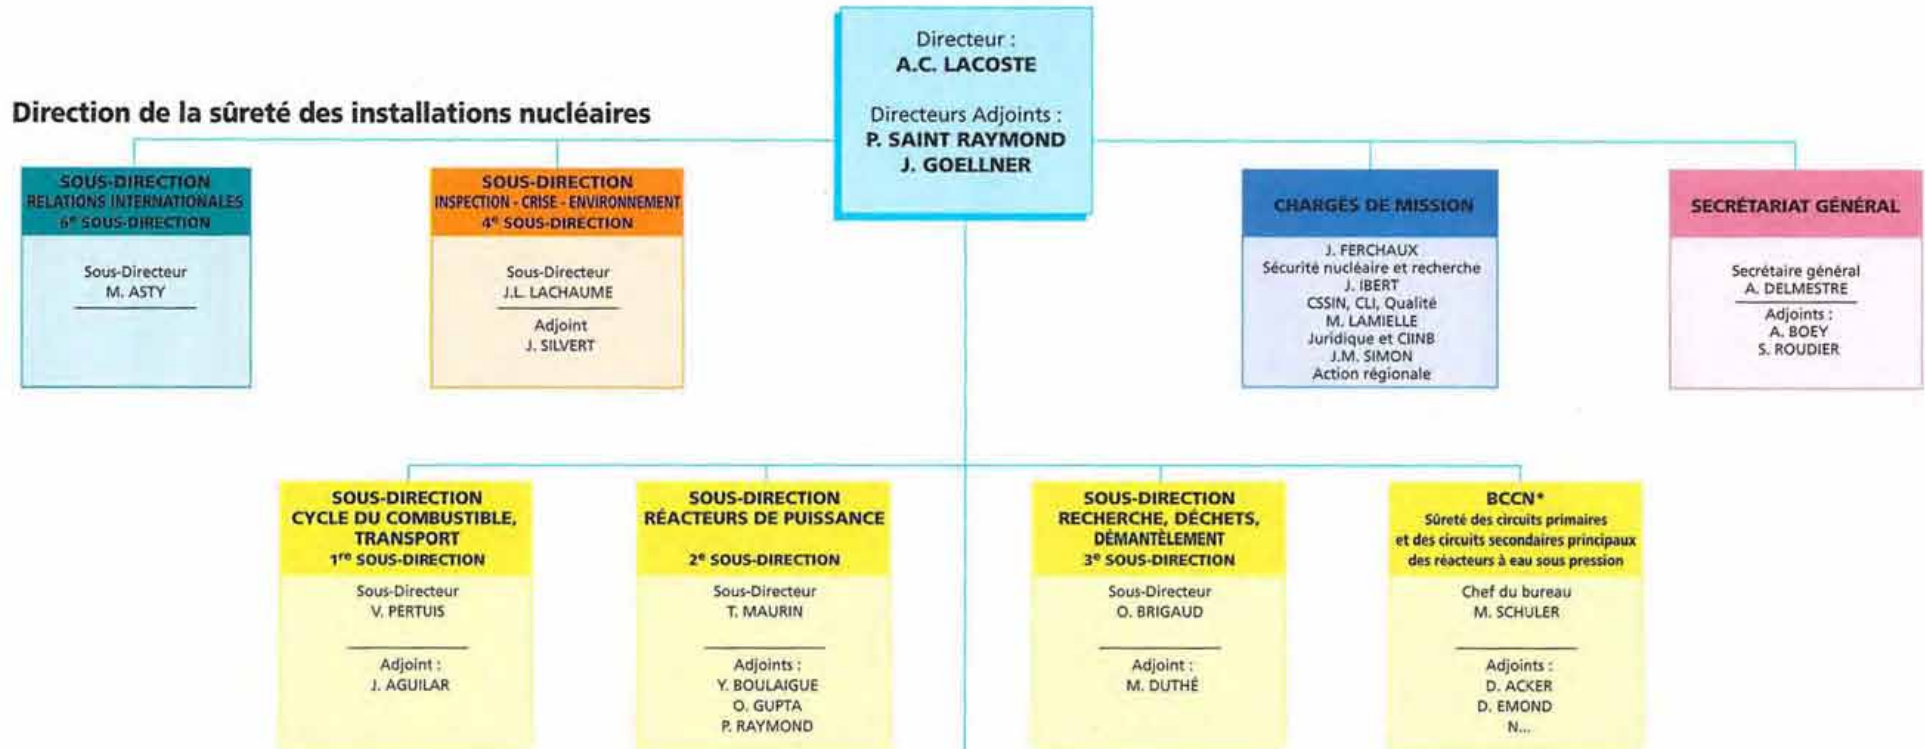 Directeur :
A.C. LACOSTE
Directeurs Adjoints :
P. SAINT RAYMOND
J. GOELLNER
Direction de la sûreté des installations nucléaires
SOUS-DIRECTION
RELATIONS INTERNATIONALES
6e SOUS-DIRECTION
Sous-Directeur
M. ASTY
SOUS-DIRECTION
INSPECTION - CRISE - ENVIRONNEMENT
4e SOUS-DIRECTION
Sous-Directeur
J.L. LACHAUME
Adjoint
J. SILVERT
CHARGÉS DE MISSION
J. FERCHAUX
Sécurité nucléaire et recherche
J. IBERT
CSSIN, CLI, Qualité
M. LAMIELLE
Juridique et CIINB
J.M. SIMON
Action régionale
SECRÉTARIAT GÉNÉRAL
Secrétaire général
A. DELMESTRE
Adjoints :
A. BOEY
S. ROUDIER
SOUS-DIRECTION
CYCLE DU COMBUSTIBLE,
TRANSPORT
1re SOUS-DIRECTION
Sous-Directeur
V. PERTUIS
Adjoint :
J. AGUILAR
SOUS-DIRECTION
RÉACTEURS DE PUISSANCE
2e SOUS-DIRECTION
Sous-Directeur
T. MAURIN
Adjoints :
Y. BOULAIGUE
O. GUPTA
P. RAYMOND
SOUS-DIRECTION
RECHERCHE, DÉCHETS,
DÉMANTÈLEMENT
3e SOUS-DIRECTION
Sous-Directeur
O. BRIGAUD
Adjoint :
M. DUTHÉ
BCCN*
Sûreté des circuits primaires
et des circuits secondaires principaux
des réacteurs à eau sous pression
Chef du bureau
M. SCHULER
Adjoints :
D. ACKER
D. EMOND
N...